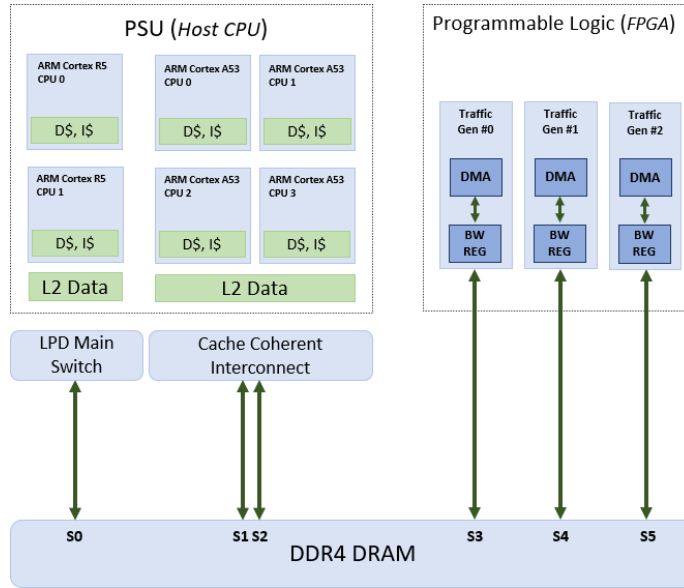 PSU (Host CPU)
ARM Cortex R5
CPU 0
D$, I$
ARM Cortex A53
CPU 0
D$, I$
ARM Cortex A53
CPU 1
D$, I$
ARM Cortex R5
CPU 1
D$, I$
ARM Cortex A53
CPU 2
D$, I$
ARM Cortex A53
CPU 3
D$, I$
L2 Data
L2 Data
LPD Main
Switch
Cache Coherent
Interconnect
Programmable Logic (FPGA)
Traffic
Gen #0
DMA
BW
REG
Traffic
Gen #1
DMA
BW
REG
Traffic
Gen #2
DMA
BW
REG
S0
S1 S2
S3
S4
S5
DDR4 DRAM